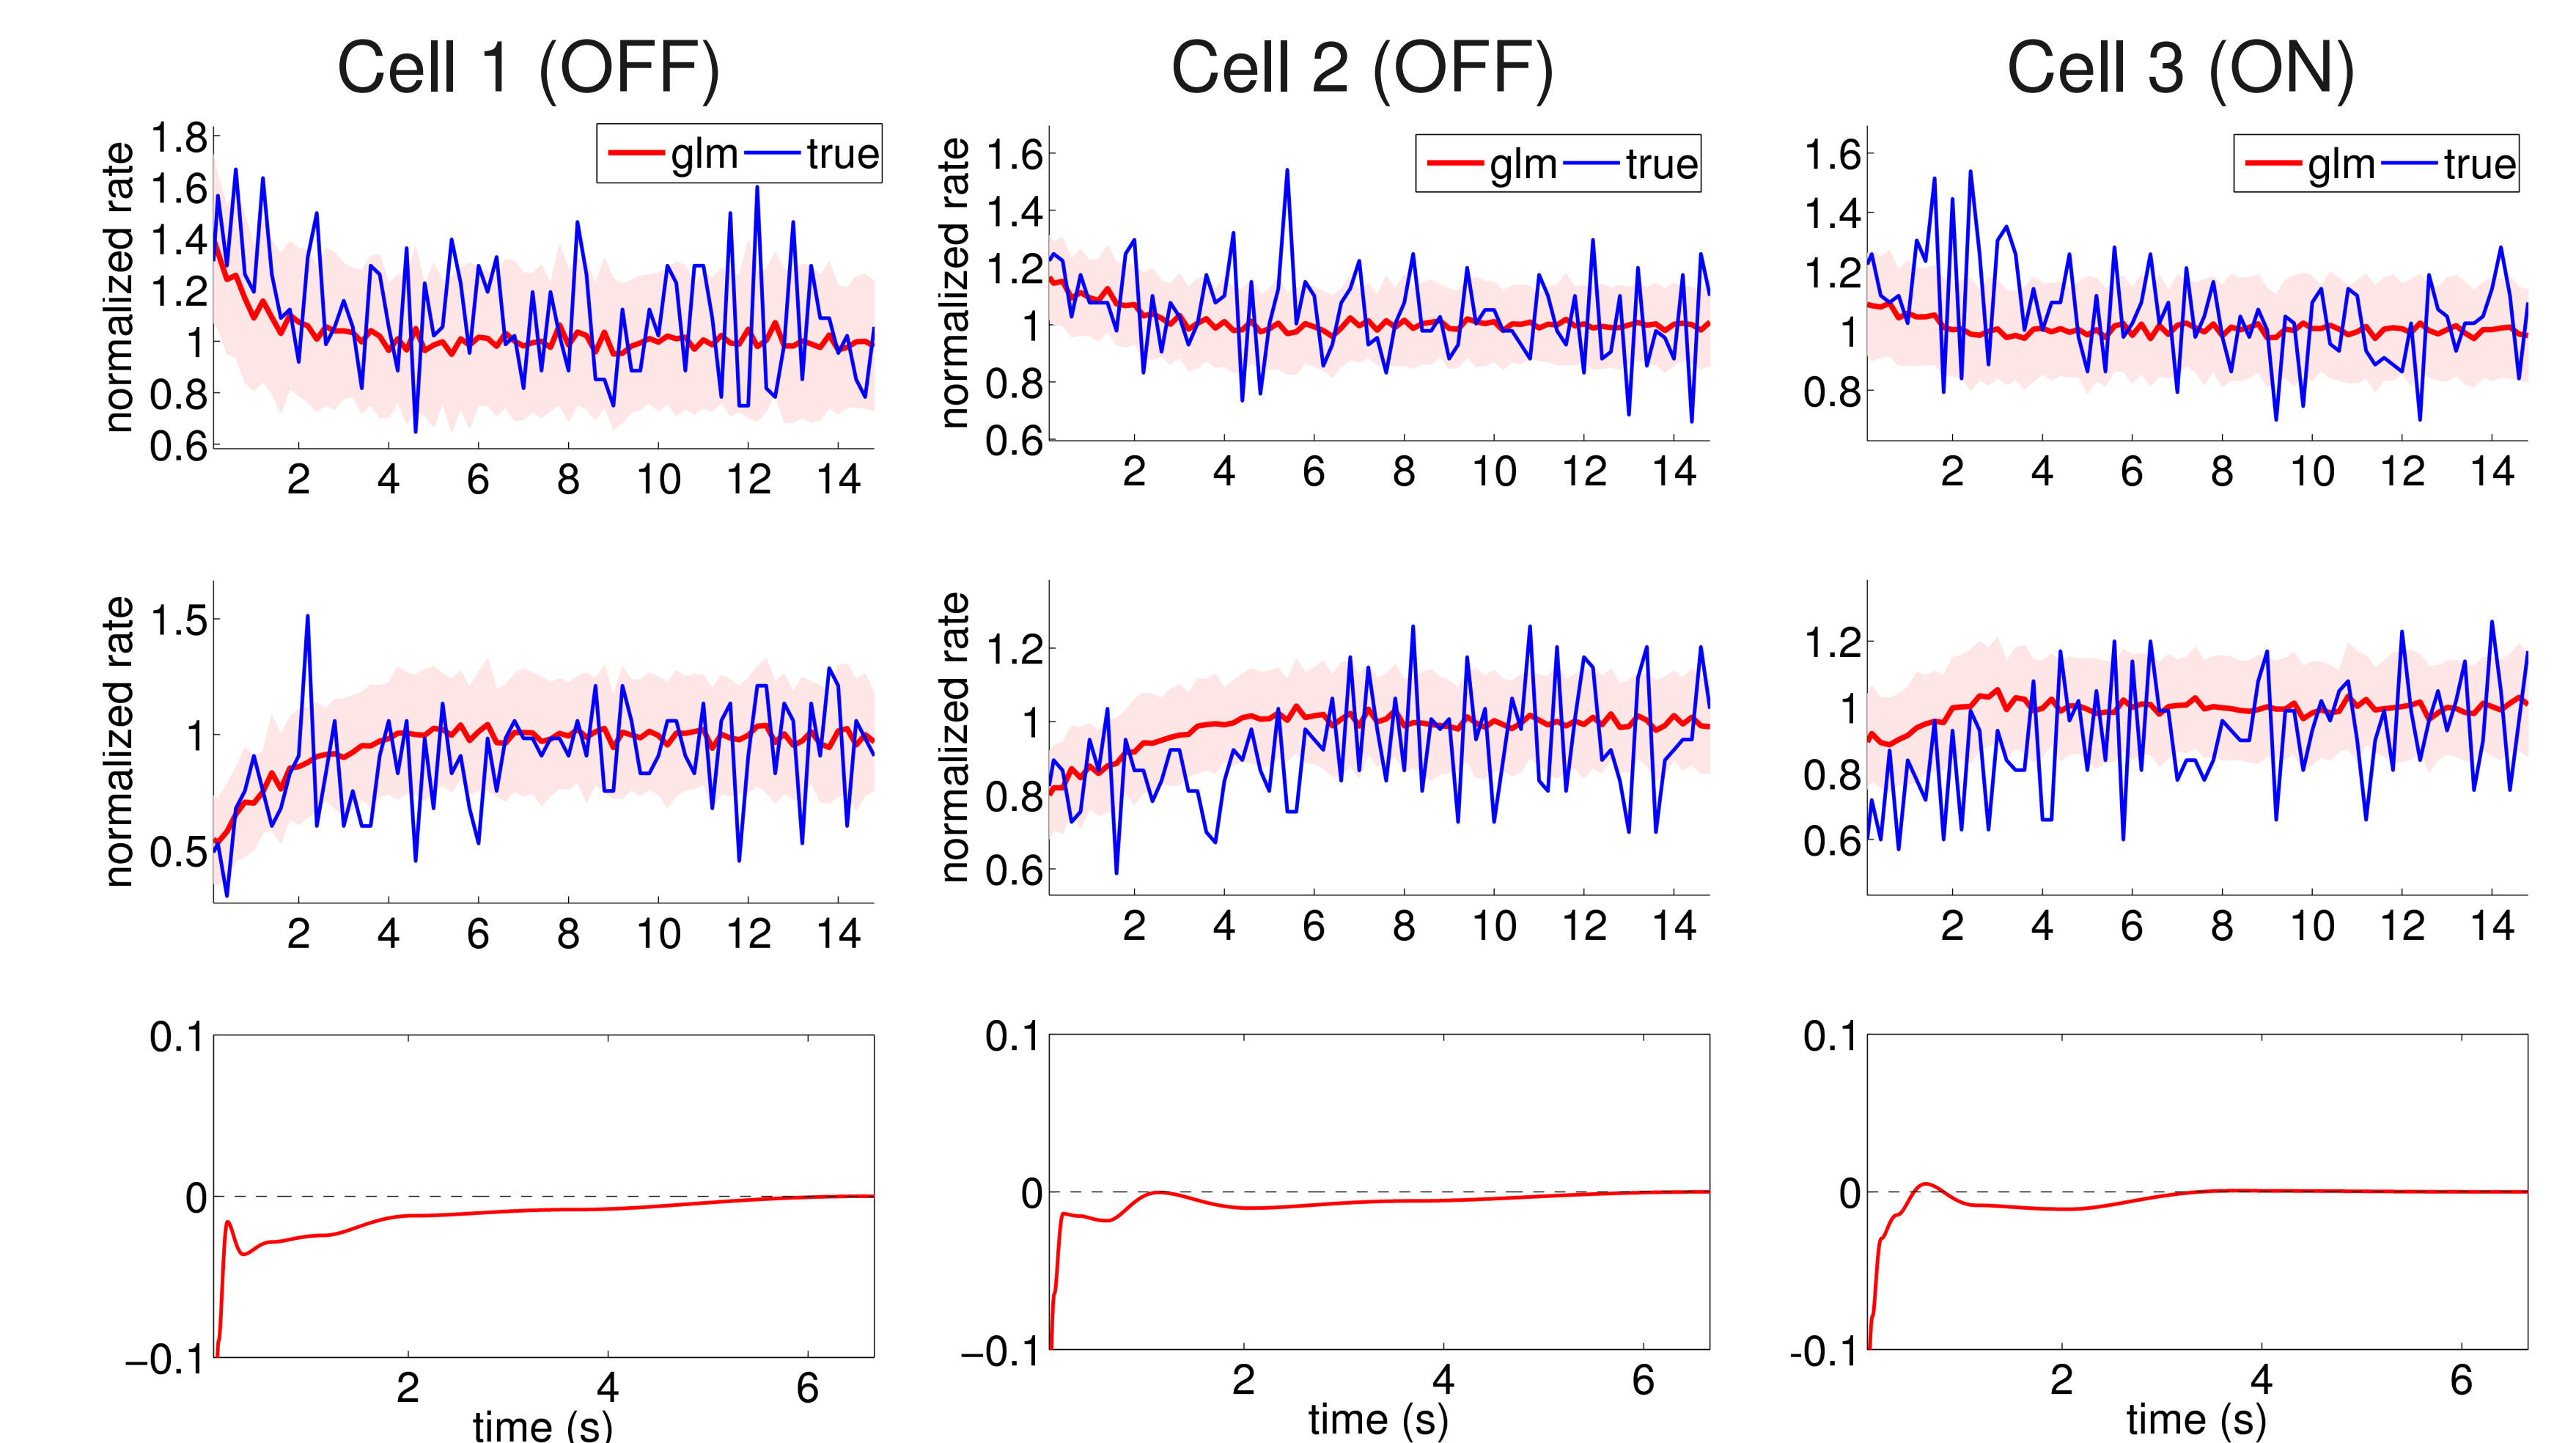 Cell 1 (OFF) Cell 2 (OFF) Cell 3 (ON)
normalized rate
1.8
1.6
1.4
1.2
1
0.8
0.6
glm true
2 4 6 8 10 12 14
normalized rate
1.6
1.4
1.2
1
0.8
0.6
glm true
2 4 6 8 10 12 14
1.6
1.4
1.2
1
0.8
glm true
2 4 6 8 10 12 14
normalized rate
1.5
1
0.5
2 4 6 8 10 12 14
normalized rate
1.2
1
0.8
0.6
2 4 6 8 10 12 14
1.2
1
0.8
0.6
2 4 6 8 10 12 14
0.1
0
−0.1
2 4 6
time (s)
0.1
0
−0.1
2 4 6
time (s)
0.1
0
-0.1
2 4 6
time (s)